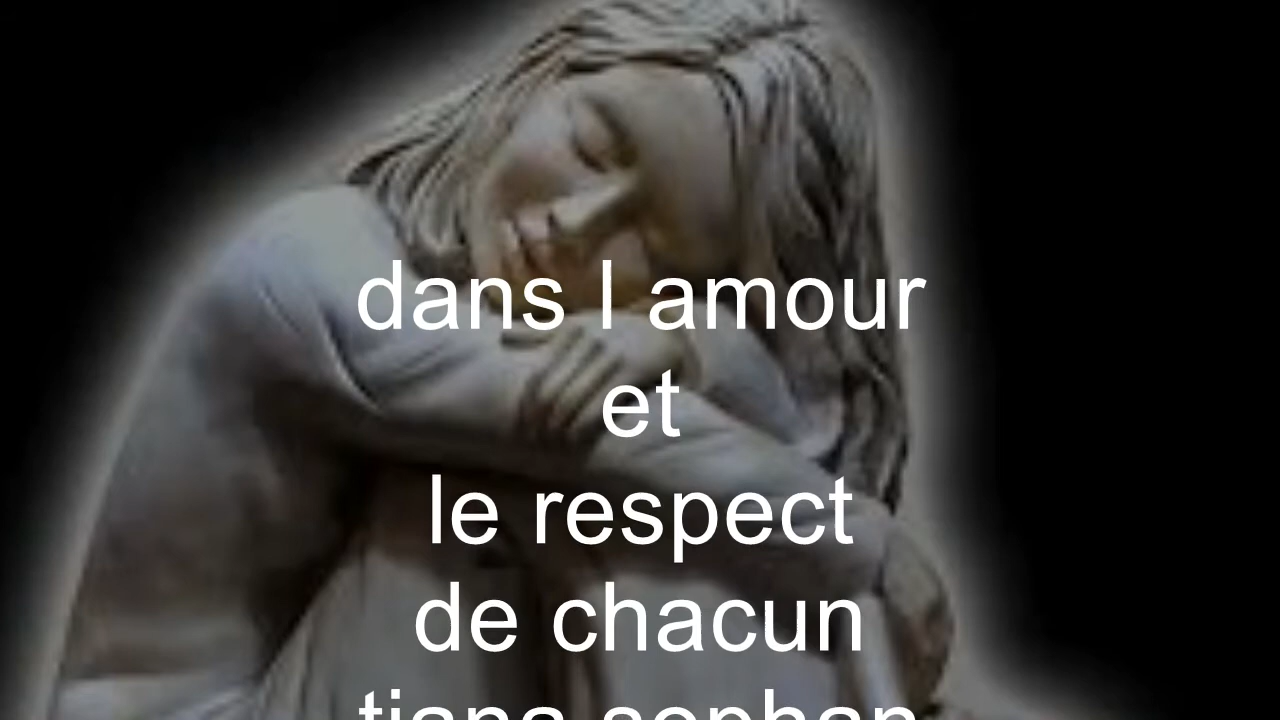 dans l amour
et
le respect
de chacun